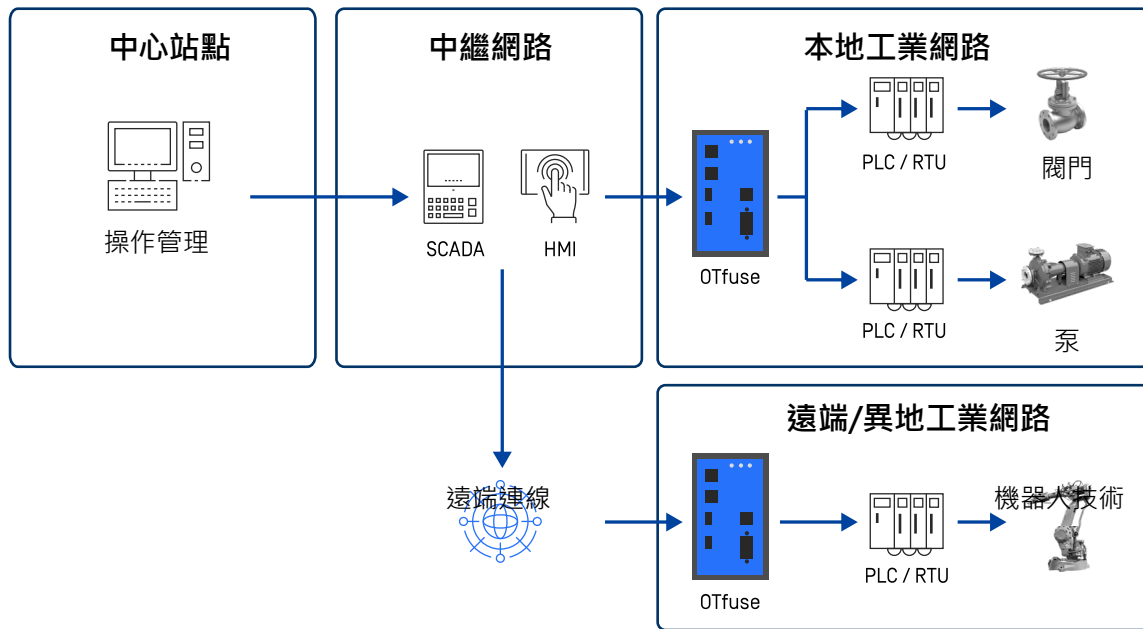 中心站點
操作管理
中繼網路
SCADA
HMI
本地工業網路
OTfuse
PLC / RTU
閥門
PLC / RTU
泵
遠端連線
遠端/異地工業網路
OTfuse
PLC / RTU
機器人技術